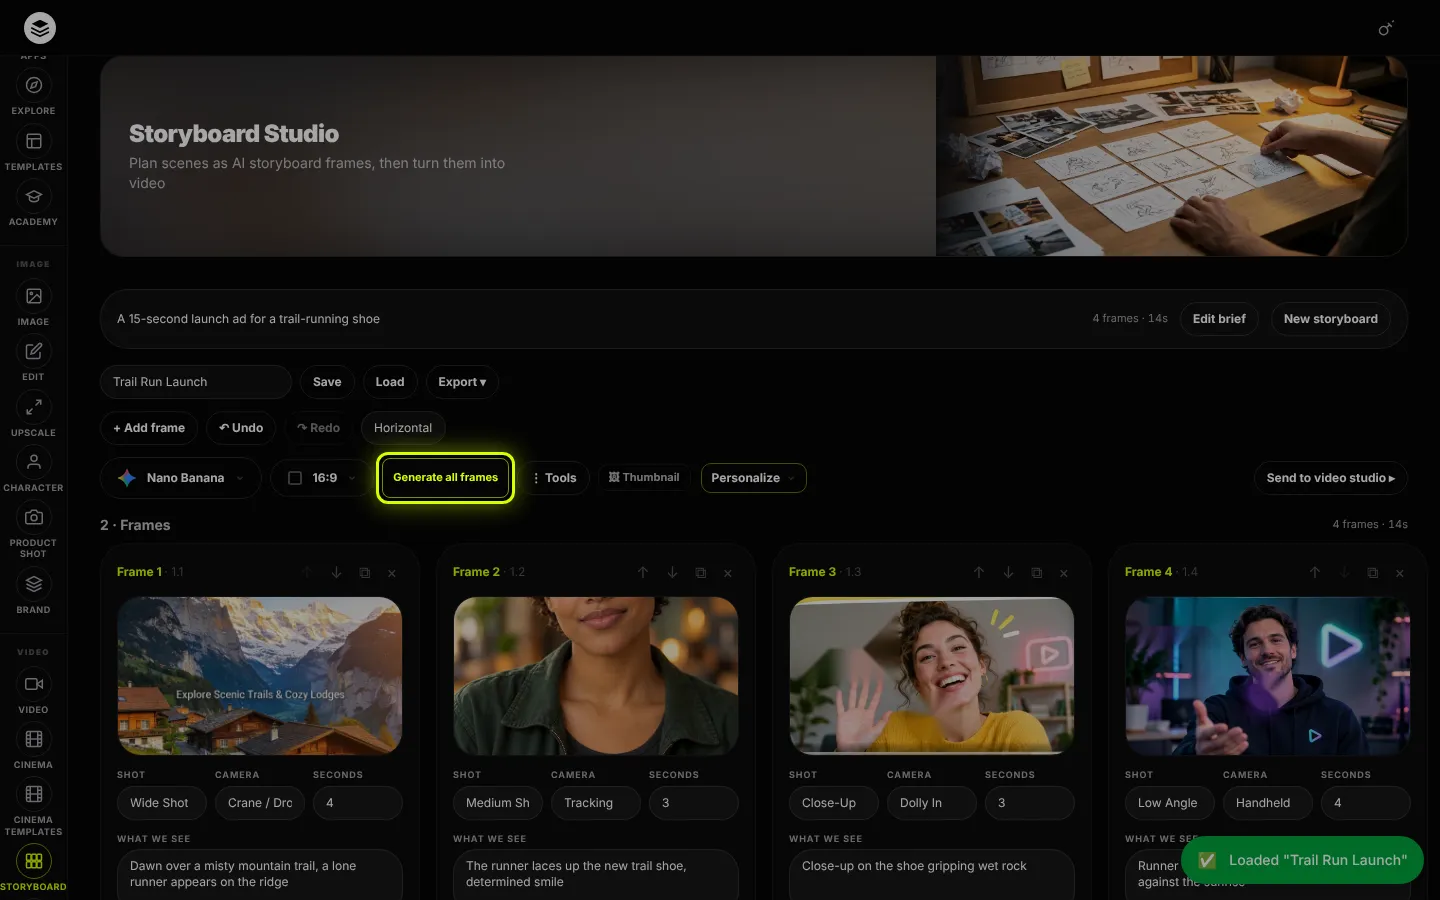 APPS
EXPLORE
TEMPLATES
ACADEMY
IMAGE
IMAGE
EDIT
UPSCALE
CHARACTER
PRODUCT
SHOT
BRAND
VIDEO
VIDEO
CINEMA
CINEMA
TEMPLATES
STORYBOARD
Storyboard Studio
Plan scenes as AI storyboard frames, then turn them into
video
A 15-second launch ad for a trail-running shoe
4 frames · 14s
Edit brief
New storyboard
Trail Run Launch
Save
Load
Export ▾
+ Add frame
↶ Undo
↷ Redo
Horizontal
Nano Banana
16:9
Generate all frames
⋮ Tools
🖼 Thumbnail
Personalize
Send to video studio ▸
2 · Frames
4 frames · 14s
Frame 1 · 1.1
Explore Scenic Trails & Cozy Lodges
SHOT
CAMERA
SECONDS
Wide Shot
Crane / Drc
4
WHAT WE SEE
Dawn over a misty mountain trail, a lone
runner appears on the ridge
Frame 2 · 1.2
SHOT
CAMERA
SECONDS
Medium Sh
Tracking
3
WHAT WE SEE
The runner laces up the new trail shoe,
determined smile
Frame 3 · 1.3
SHOT
CAMERA
SECONDS
Close-Up
Dolly In
3
WHAT WE SEE
Close-up on the shoe gripping wet rock
Frame 4 · 1.4
SHOT
CAMERA
SECONDS
Low Angle
Handheld
4
WHAT WE SEE
Runner
against the sunrise
✅ Loaded "Trail Run Launch"